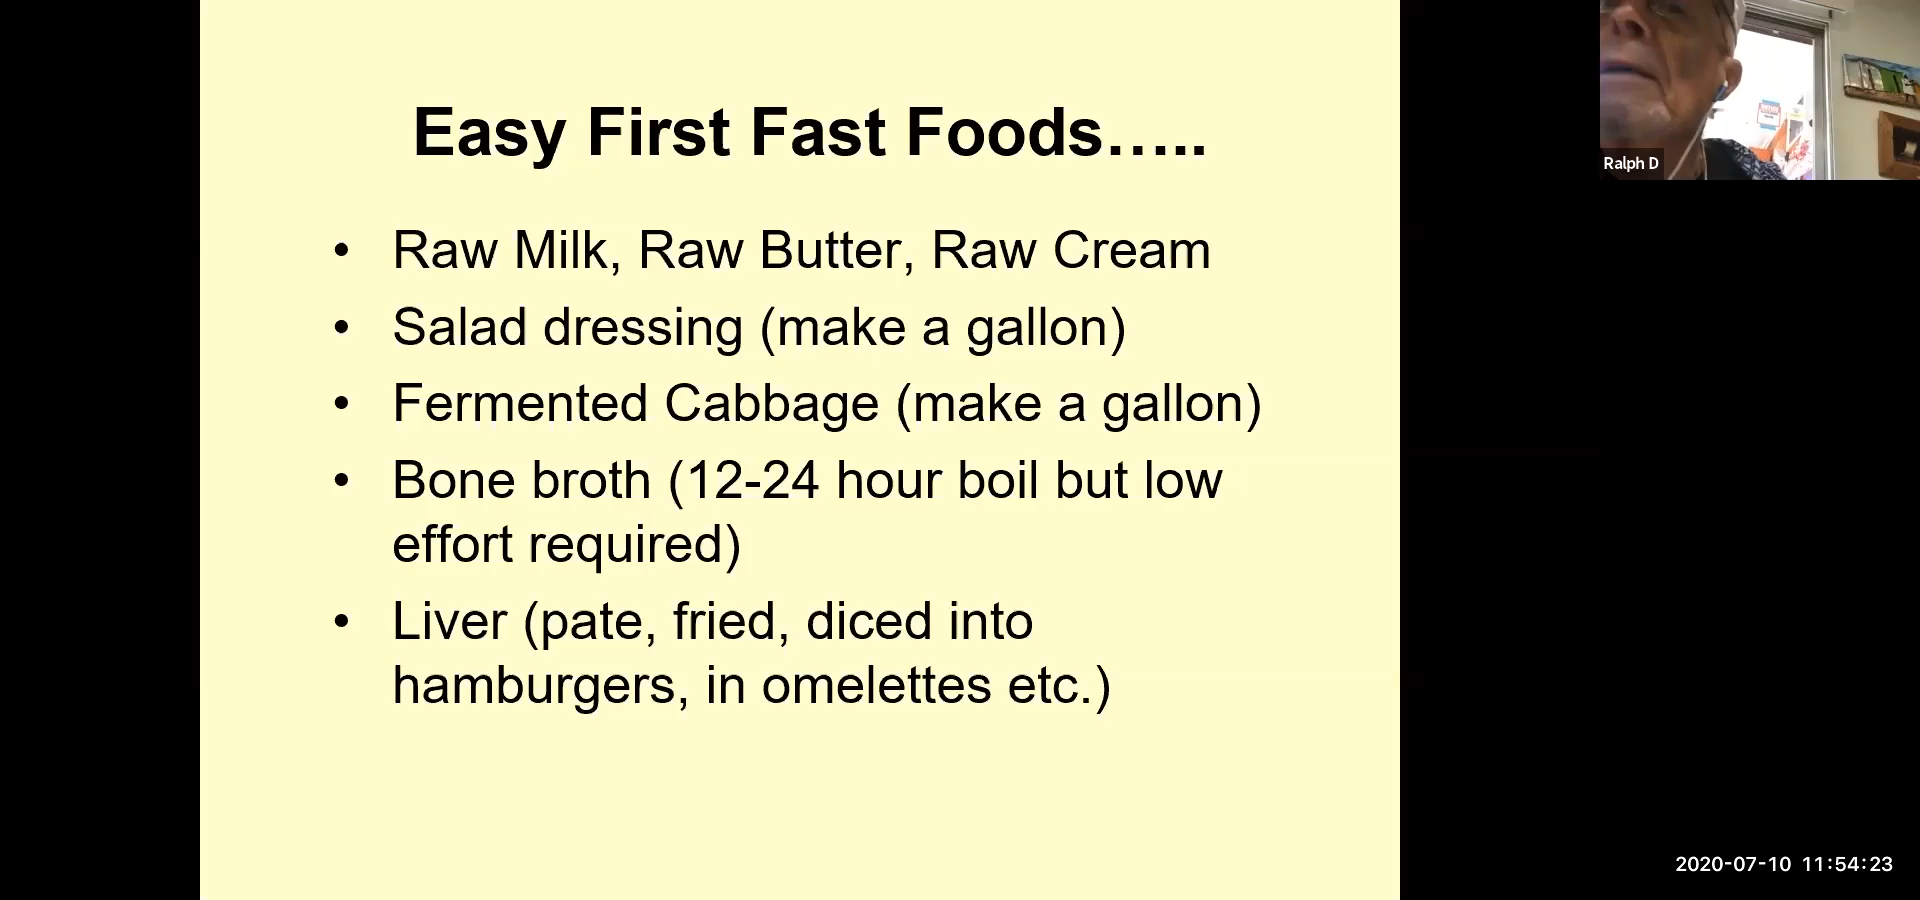 Easy First Fast Foods…..
• Raw Milk, Raw Butter, Raw Cream
• Salad dressing (make a gallon)
• Fermented Cabbage (make a gallon)
• Bone broth (12-24 hour boil but low
effort required)
• Liver (pate, fried, diced into
hamburgers, in omelettes etc.)
Ralph D
2020-07-10 11:54:23